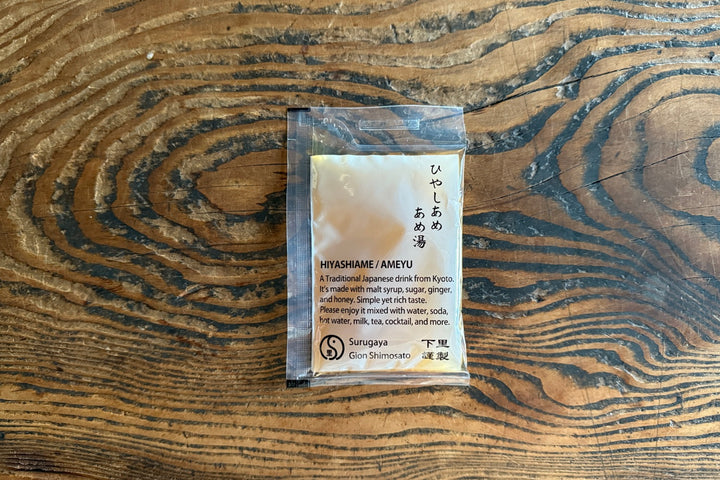 ひやしあめ
あめ湯
HIYASHIAME / AMEYU
A Traditional Japanese drink from Kyoto.
It's made with malt syrup, sugar, ginger,
and honey. Simple yet rich taste.
Please enjoy it mixed with water, soda,
hot water, milk, tea, cocktail, and more.
Surugaya
Gion Shimosato
下里
謹製